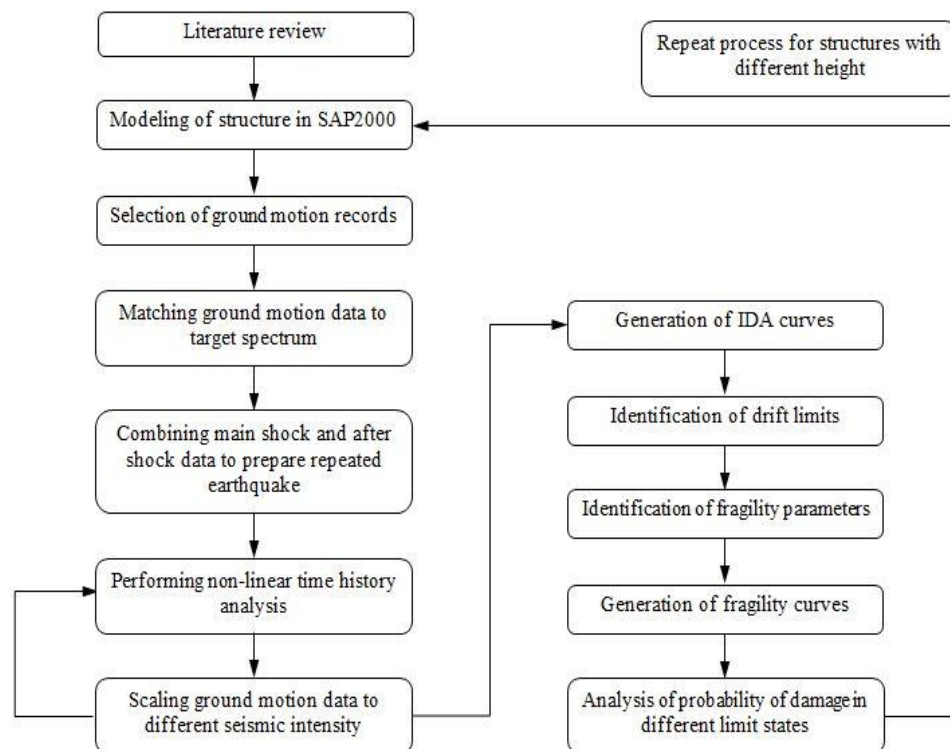 Literature review
Repeat process for structures with
different height
Modeling of structure in SAP2000
Selection of ground motion records
Matching ground motion data to
target spectrum
Generation of IDA curves
Identification of drift limits
Combining main shock and after
shock data to prepare repeated
earthquake
Identification of fragility parameters
Performing non-linear time history
analysis
Generation of fragility curves
Scaling ground motion data to
different seismic intensity
Analysis of probability of damage in
different limit states